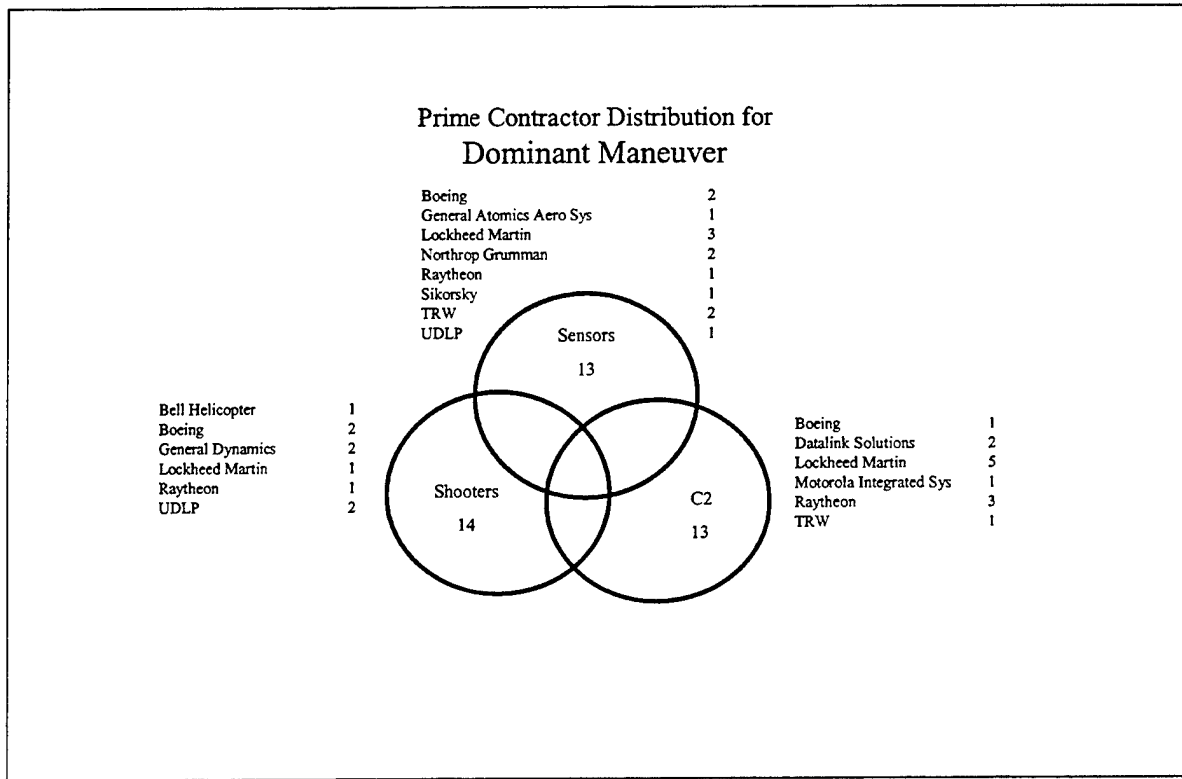 Prime Contractor Distribution for
Dominant Maneuver
Boeing 2
General Atomics Aero Sys 1
Lockheed Martin 3
Northrop Grumman 2
Raytheon 1
Sikorsky 1
TRW 2
UDLP 1
Sensors
13
Bell Helicopter 1
Boeing 2
General Dynamics 2
Lockheed Martin 1
Raytheon 1
UDLP 2
Shooters
14
C2
13
Boeing 1
Datalink Solutions 2
Lockheed Martin 5
Motorola Integrated Sys 1
Raytheon 3
TRW 1